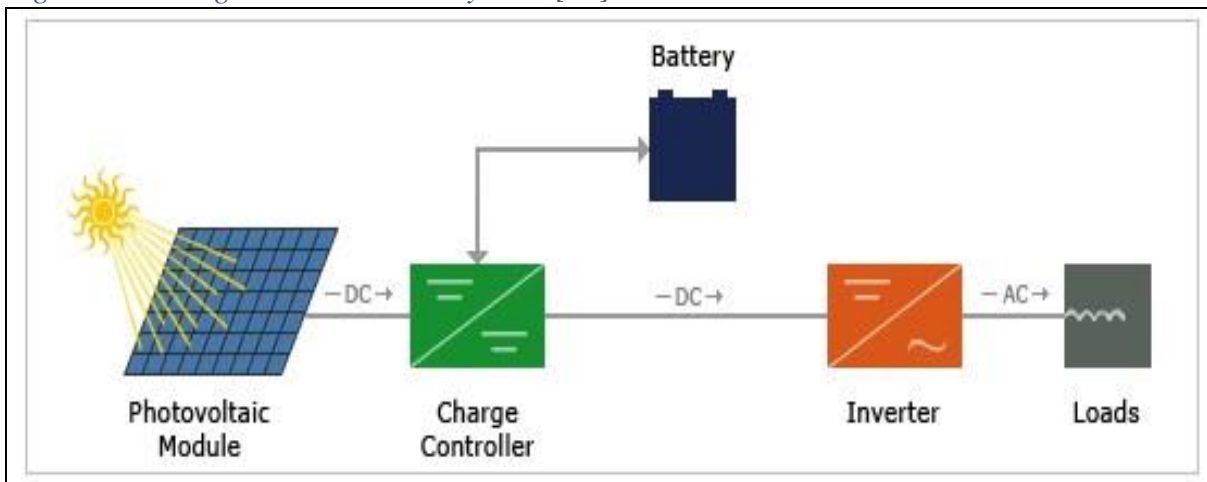 Battery
DC
DC
AC
Photovoltaic
Module
Charge
Controller
Inverter
Loads